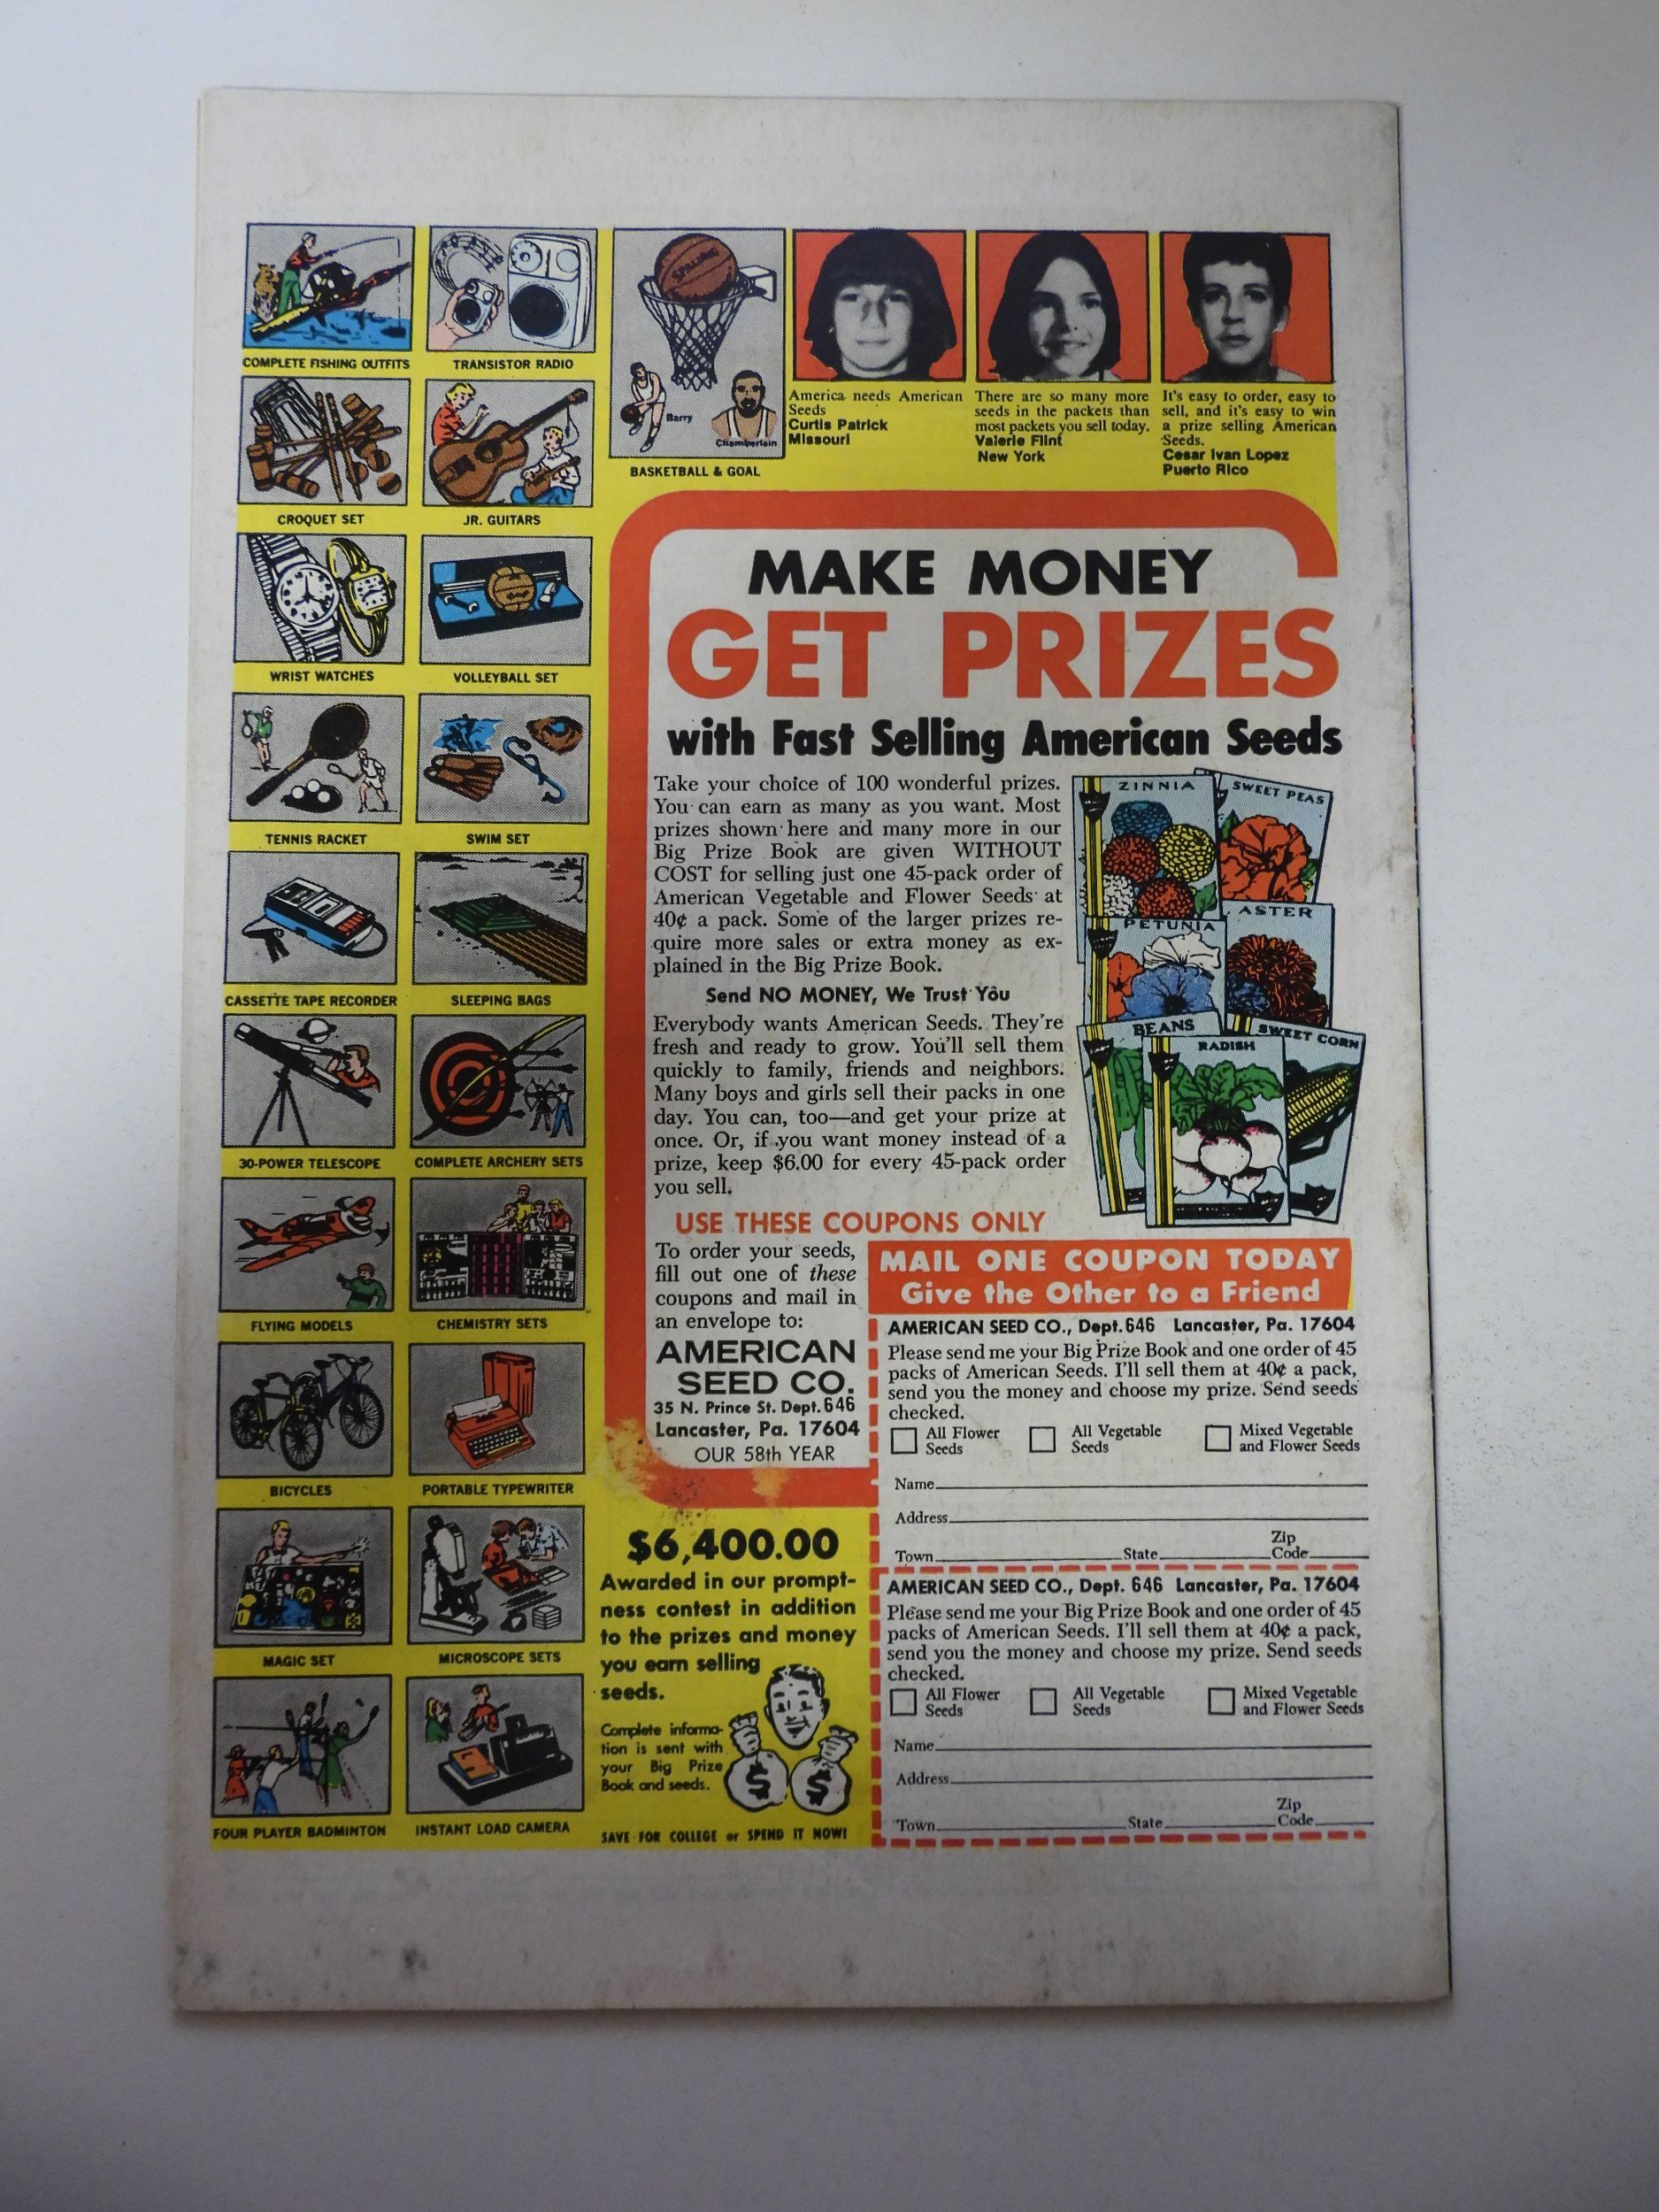 COMPLETE FISHING OUTFITS
TRANSISTOR RADIO
CROQUET SET
JR. GUITARS
WRIST WATCHES
VOLLEYBALL SET
TENNIS RACKET
SWIM SET
CASSETTE TAPE RECORDER
SLEEPING BAGS
30-POWER TELESCOPE
COMPLETE ARCHERY SETS
FLYING MODELS
CHEMISTRY SETS
BICYCLES
PORTABLE TYPEWRITER
MAGIC SET
MICROSCOPE SETS
FOUR PLAYER BADMINTON
INSTANT LOAD CAMERA
SPALDING
Barry
Chamberlain
BASKETBALL & GOAL
America needs American
Seeds
Curtis Patrick
Missouri
There are so many more
seeds in the packets than
most packets you sell today.
Valerie Flint
New York
It's easy to order, easy to
sell, and it's easy to win
a prize selling American
Seeds.
Cesar Ivan Lopez
Puerto Rico
MAKE MONEY
GET PRIZES
with Fast Selling American Seeds
Take your choice of 100 wonderful prizes.
You can earn as many as you want. Most
prizes shown here and many more in our
Big Prize Book are given WITHOUT
COST for selling just one 45-pack order of
American Vegetable and Flower Seeds at
40¢ a pack. Some of the larger prizes re-
quire more sales or extra money as ex-
plained in the Big Prize Book.
Send NO MONEY, We Trust You
Everybody wants American Seeds. They're
fresh and ready to grow. You'll sell them
quickly to family, friends and neighbors.
Many boys and girls sell their packs in one
day. You can, too—and get your prize at
once. Or, if you want money instead of a
prize, keep $6.00 for every 45-pack order
you sell.
ZINNIA
SWEET PEAS
PETUNIA
ASTER
BEANS
RADISH
SWEET CORN
USE THESE COUPONS ONLY
To order your seeds,
fill out one of these
coupons and mail in
an envelope to:
AMERICAN
SEED CO.
35 N. Prince St. Dept. 646
Lancaster, Pa. 17604
OUR 58th YEAR
$6,400.00
Awarded in our prompt-
ness contest in addition
to the prizes and money
you earn selling
seeds.
Complete informa-
tion is sent with
your Big Prize
Book and seeds.
$ $
SAVE FOR COLLEGE or SPEND IT NOW!
MAIL ONE COUPON TODAY
Give the Other to a Friend
AMERICAN SEED CO., Dept. 646 Lancaster, Pa. 17604
Please send me your Big Prize Book and one order of 45
packs of American Seeds. I'll sell them at 40¢ a pack,
send you the money and choose my prize. Send seeds
checked.
All Flower Seeds
All Vegetable Seeds
Mixed Vegetable and Flower Seeds
Name
Address
Town State Zip Code
AMERICAN SEED CO., Dept. 646 Lancaster, Pa. 17604
Please send me your Big Prize Book and one order of 45
packs of American Seeds. I'll sell them at 40¢ a pack,
send you the money and choose my prize. Send seeds
checked.
All Flower Seeds
All Vegetable Seeds
Mixed Vegetable and Flower Seeds
Name
Address
Town State Zip Code